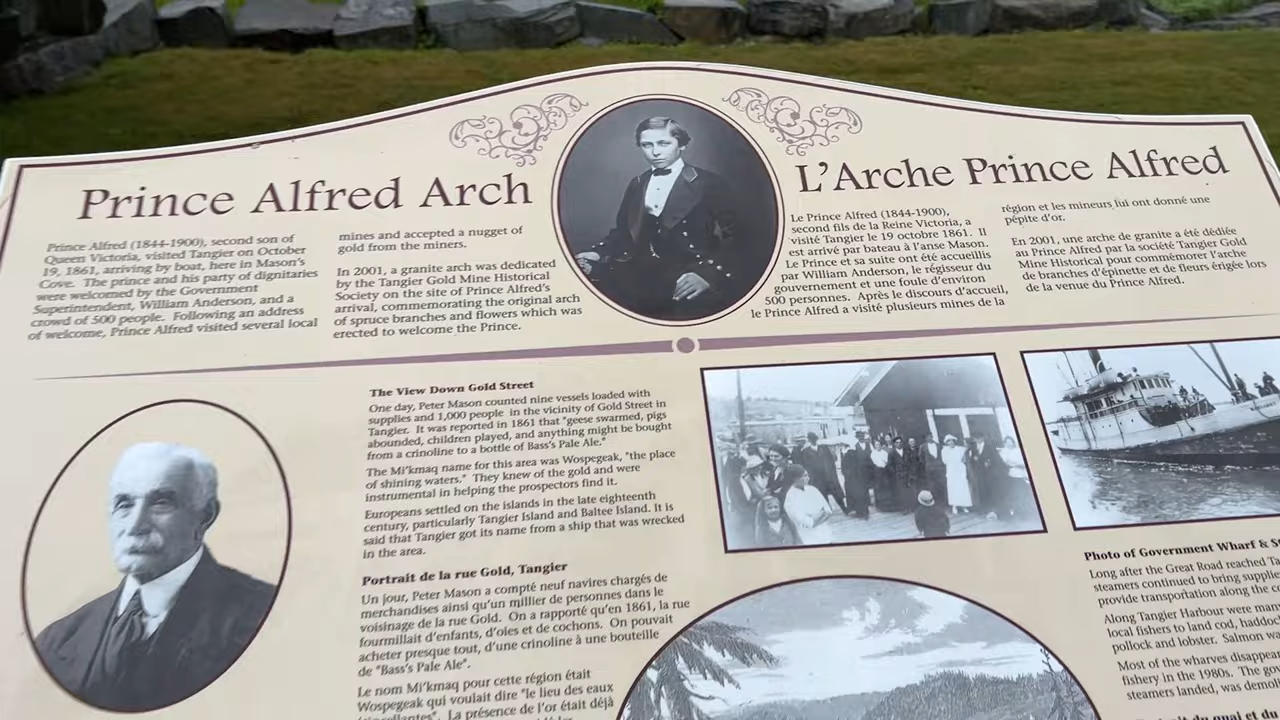 Prince Alfred Arch
Prince Alfred (1844-1900), second son of
Queen Victoria, visited Tangier on October
19, 1861, arriving by boat, here in Mason's
Cove. The prince and his party of dignitaries
were welcomed by the Government
Superintendent, William Anderson, and a
crowd of 500 people. Following an address
of welcome, Prince Alfred visited several local
mines and accepted a nugget of
gold from the miners.
In 2001, a granite arch was dedicated
by the Tangier Gold Mine Historical
Society on the site of Prince Alfred's
arrival, commemorating the original arch
of spruce branches and flowers which was
erected to welcome the Prince.
L'Arche Prince Alfred
Le Prince Alfred (1844-1900),
second fils de la Reine Victoria, a
visité Tangier le 19 octobre 1861. Il
est arrivé par bateau à l'anse Mason.
Le Prince et sa suite ont été accueillis
par William Anderson, le régisseur du
gouvernement et une foule d'environ
500 personnes. Après le discours d'accueil,
le Prince Alfred a visité plusieurs mines de la
région et les mineurs lui ont donné une
pépite d'or.
En 2001, une arche de granite a été dédiée
au Prince Alfred par la société Tangier Gold
Mine Historical pour commémorer l'arche
de branches d'épinette et de fleurs érigée lors
de la venue du Prince Alfred.
The View Down Gold Street
One day, Peter Mason counted nine vessels loaded with
supplies and 1,000 people in the vicinity of Gold Street in
Tangier. It was reported in 1861 that "geese swarmed, pigs
abounded, children played, and anything might be bought
from a crinoline to a bottle of Bass's Pale Ale."
The Mi'kmaq name for this area was Wospegeak, "the place
of shining waters." They knew of the gold and were
instrumental in helping the prospectors find it.
Europeans settled on the islands in the late eighteenth
century, particularly Tangier Island and Baltee Island. It is
said that Tangier got its name from a ship that was wrecked
in the area.
Portrait de la rue Gold, Tangier
Un jour, Peter Mason a compté neuf navires chargés de
merchandises ainsi qu'un millier de personnes dans le
voisinage de la rue Gold. On a rapporté qu'en 1861, la rue
fourmillait d'enfants, d'oies et de cochons. On pouvait
acheter presque tout, d'une crinoline à une bouteille
de "Bass's Pale Ale".
Le nom Mi'kmaq pour cette région était
Wospegeak qui voulait dire "le lieu des eaux
La présence de l'or était déjà
Photo of Government Wharf & 
Long after the Great Road reached
steamers continued to bring
provide transportation along the
Along Tangier Harbour were
local fishers to land cod,
pollock and lobster. Salmon
Most of the wharves
fishery in the 1980s. The
steamers landed, was